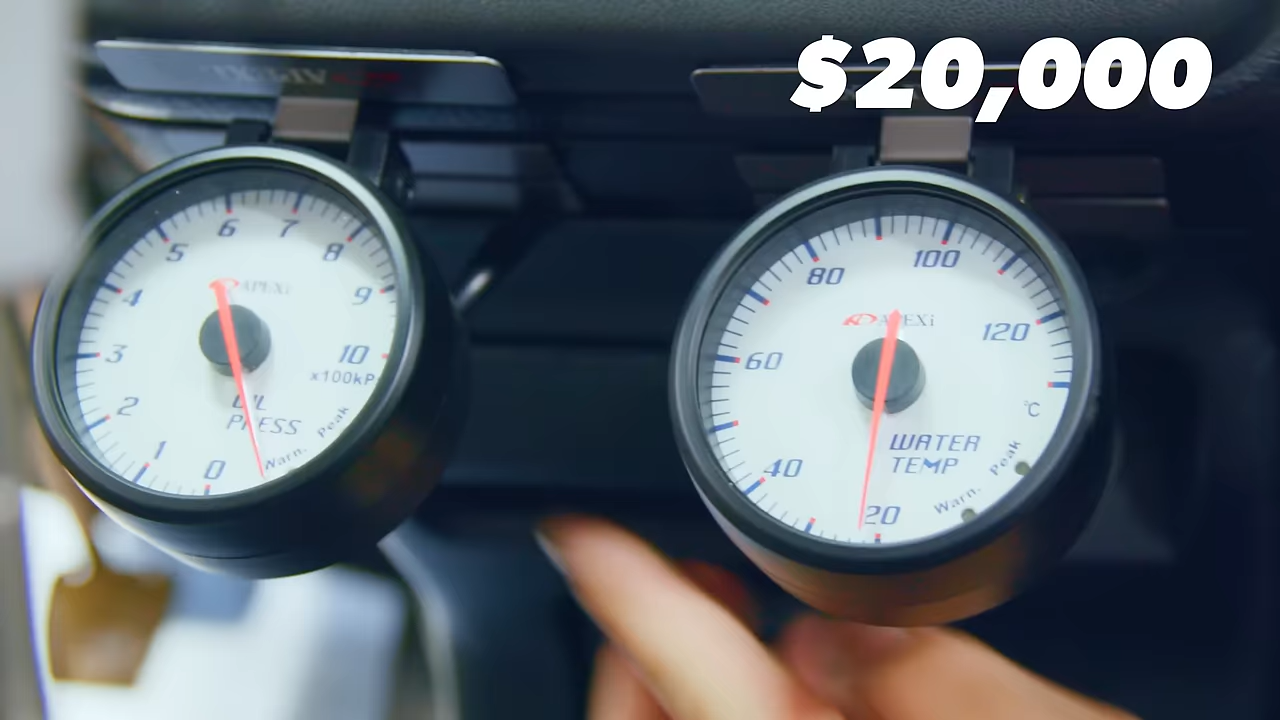 $20,000
APEXi
6
7
5
8
4
9
3
10
x100kP
2
OIL
PRESS
1
0
Warn.
Peak
100
80
120
APEXi
60
°C
WATER
TEMP
40
20
Warn.
Peak